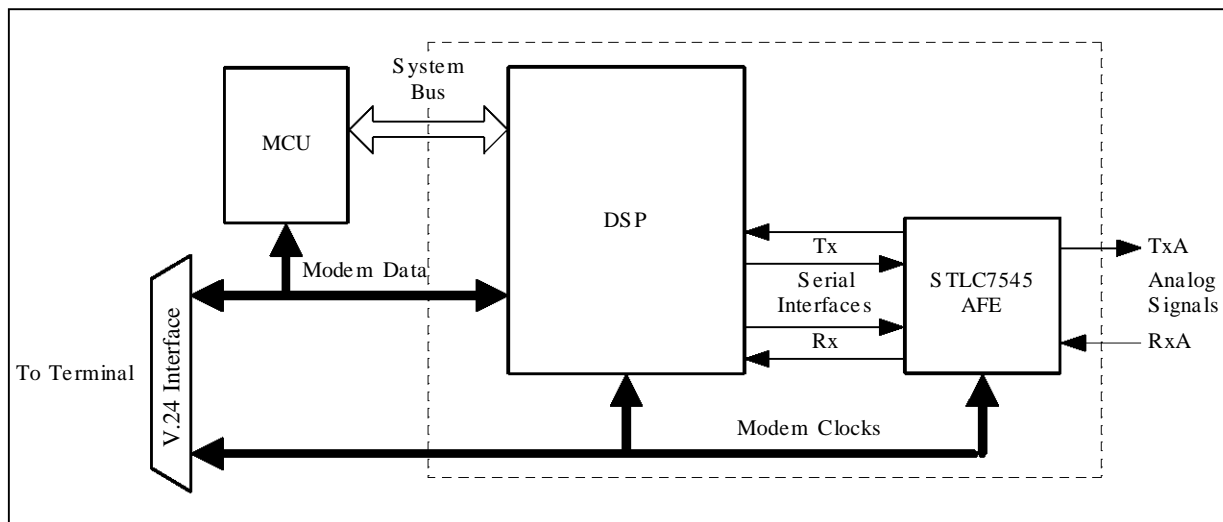 System
Bus
MCU
DSP
Modem Data
Tx
Serial
Interfaces
Rx
STLC7545
AFE
TxA
Analog
Signals
RxA
To Terminal
V.24 Interface
Modem Clocks